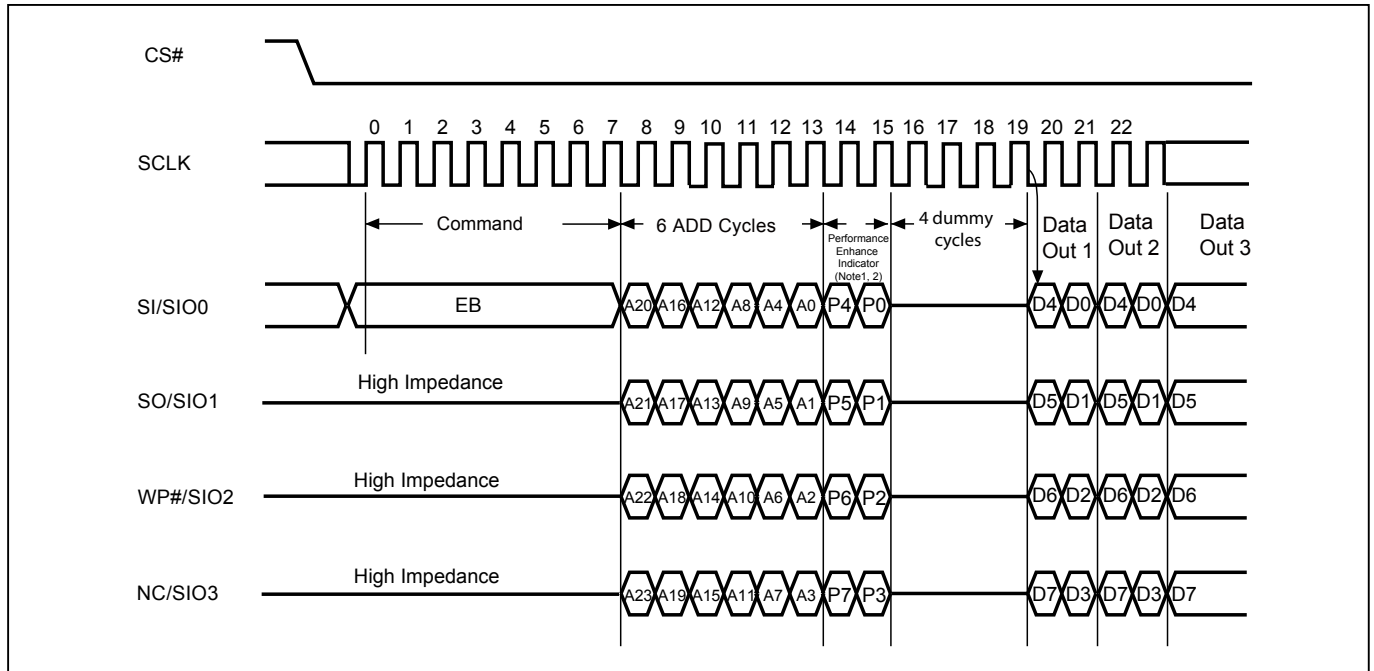 CS#
0 1 2 3 4 5 6 7 8 9 10 11 12 13 14 15 16 17 18 19 20 21 22
SCLK
Command
6 ADD Cycles
Performance
Enhance
Indicator
(Note1, 2)
4 dummy
cycles
Data
Out 1
Data
Out 2
Data
Out 3
SI/SIO0 EB A20 A16 A12 A8 A4 A0 P4 P0 D4 D0 D4 D0 D4
High Impedance
SO/SIO1 A21 A17 A13 A9 A5 A1 P5 P1 D5 D1 D5 D1 D5
High Impedance
WP#/SIO2 A22 A18 A14 A10 A6 A2 P6 P2 D6 D2 D6 D2 D6
High Impedance
NC/SIO3 A23 A19 A15 A11 A7 A3 P7 P3 D7 D3 D7 D3 D7